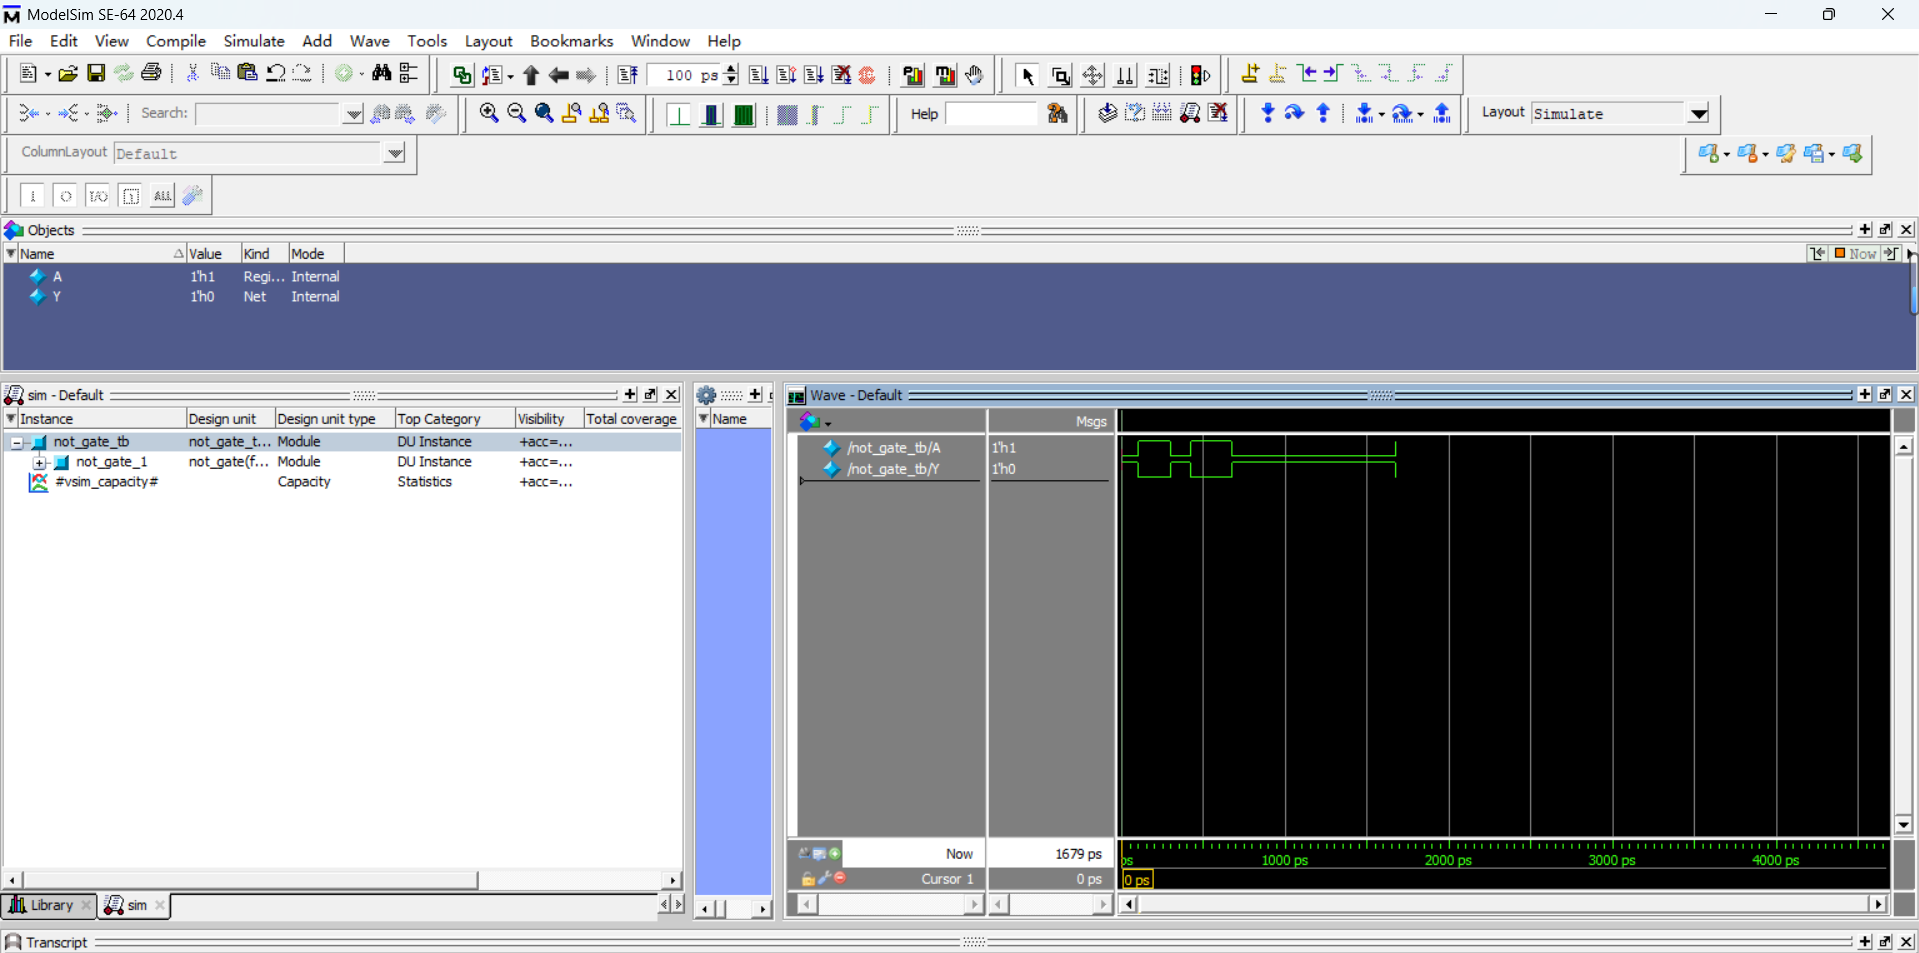 ModelSim SE-64 2020.4
File Edit View Compile Simulate Add Wave Tools Layout Bookmarks Window Help
100 ps
Search:
Help
Layout Simulate
ColumnLayout Default
I O I/O ALL
Objects
Name Value Kind Mode Now
A 1'h1 Regi... Internal
Y 1'h0 Net Internal
sim - Default
Instance Design unit Design unit type Top Category Visibility Total coverage
not_gate_tb not_gate_t... Module DU Instance +acc=...
not_gate_1 not_gate(f... Module DU Instance +acc=...
#vsim_capacity# Capacity Statistics +acc=...
Library sim
Name
Wave - Default
Msgs
/not_gate_tb/A 1'h1
/not_gate_tb/Y 1'h0
Now 1679 ps
ps 1000 ps 2000 ps 3000 ps 4000 ps
Cursor 1 0 ps
0 ps
Transcript